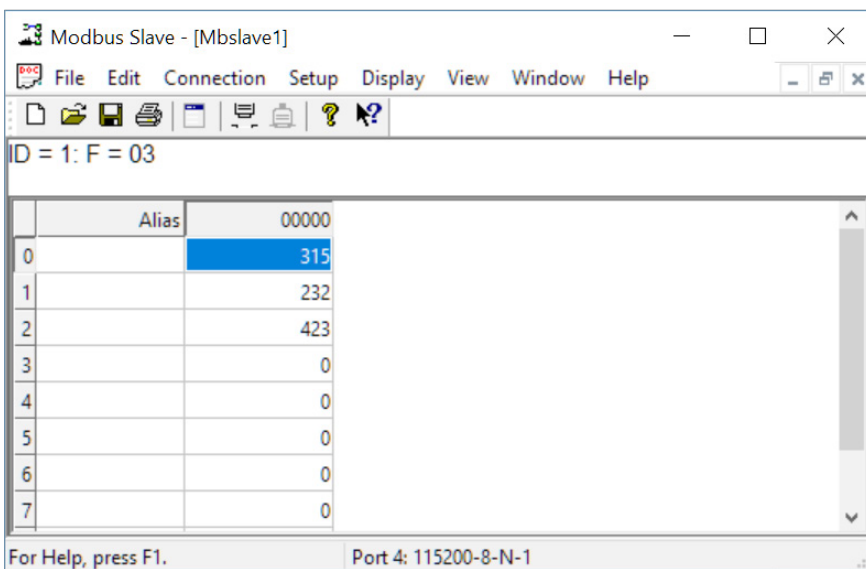 Modbus Slave - [Mbslave1]
File Edit Connection Setup Display View Window Help
ID = 1: F = 03
Alias 00000
0 315
1 232
2 423
3 0
4 0
5 0
6 0
7 0
For Help, press F1. Port 4: 115200-8-N-1